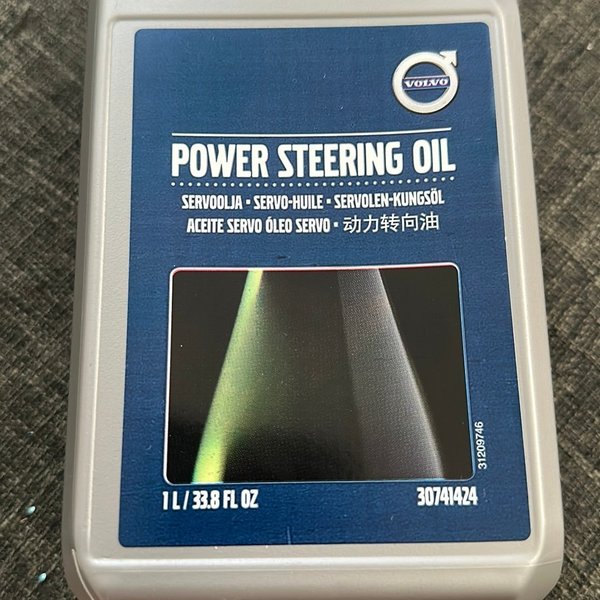 VOLVO
POWER STEERING OIL
SERVOOLJA • SERVO-HUILE • SERVOLEN-KUNGSÖL
ACEITE SERVO ÓLEO SERVO • 动力转向油
31209746
1 L / 33.8 FL OZ
30741424